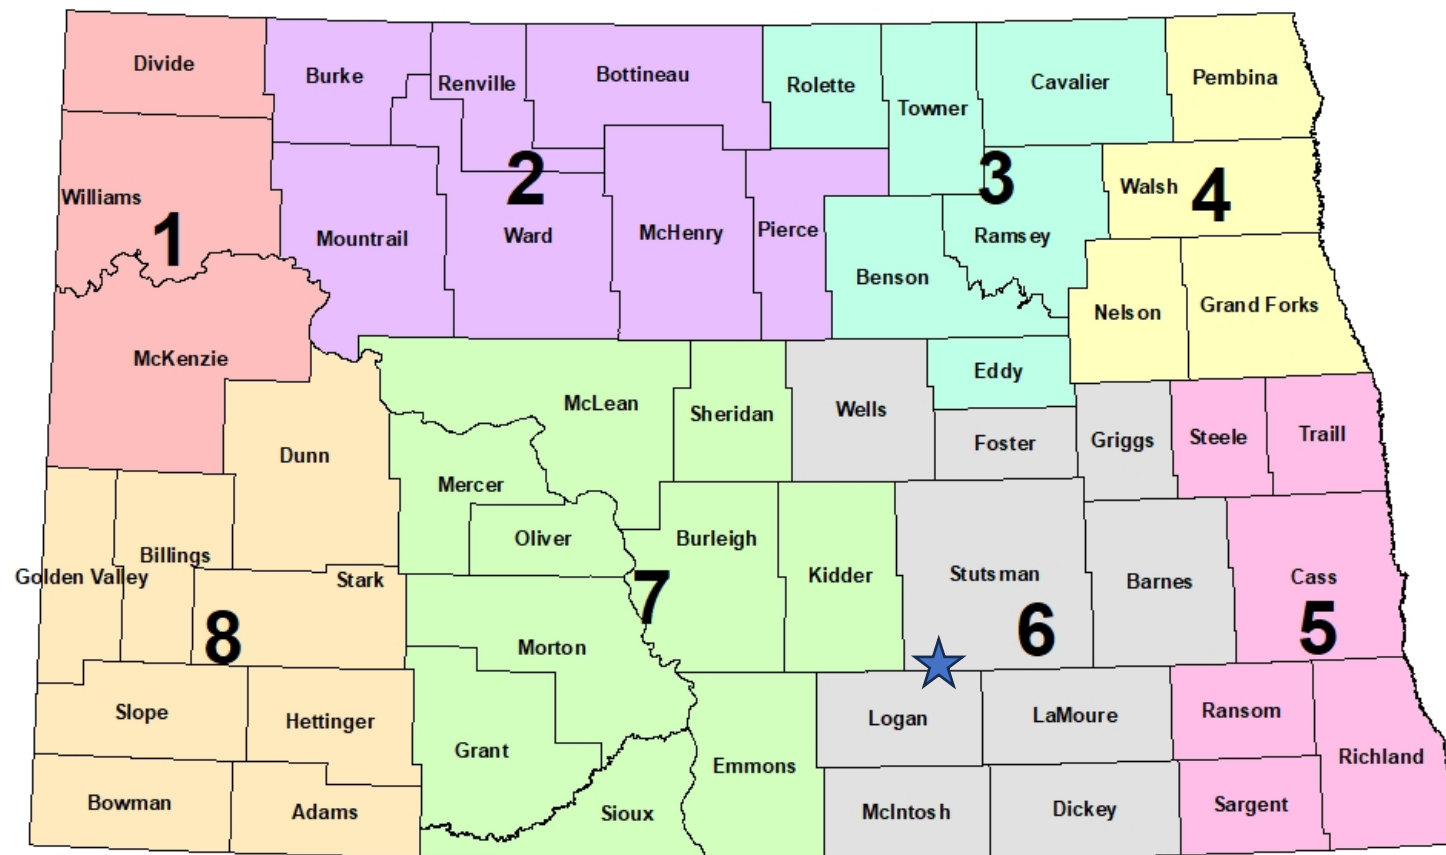 Divide
Burke
Renville
Bottineau
Rolette
Towner
Cavalier
Pembina
Williams
1
Mountrail
2
Ward
McHenry
Pierce
Benson
3
Ramsey
Walsh
4
Nelson
Grand Forks
McKenzie
Dunn
McLean
Sheridan
Wells
Eddy
Foster
Griggs
Steele
Traill
Mercer
Oliver
Burleigh
Kidder
Stutsman
Barnes
Cass
Golden Valley
Billings
Stark
8
7
6
5
Morton
Slope
Hettinger
Grant
Emmons
Logan
LaMoure
Ransom
Richland
Bowman
Adams
Sioux
McIntosh
Dickey
Sargent